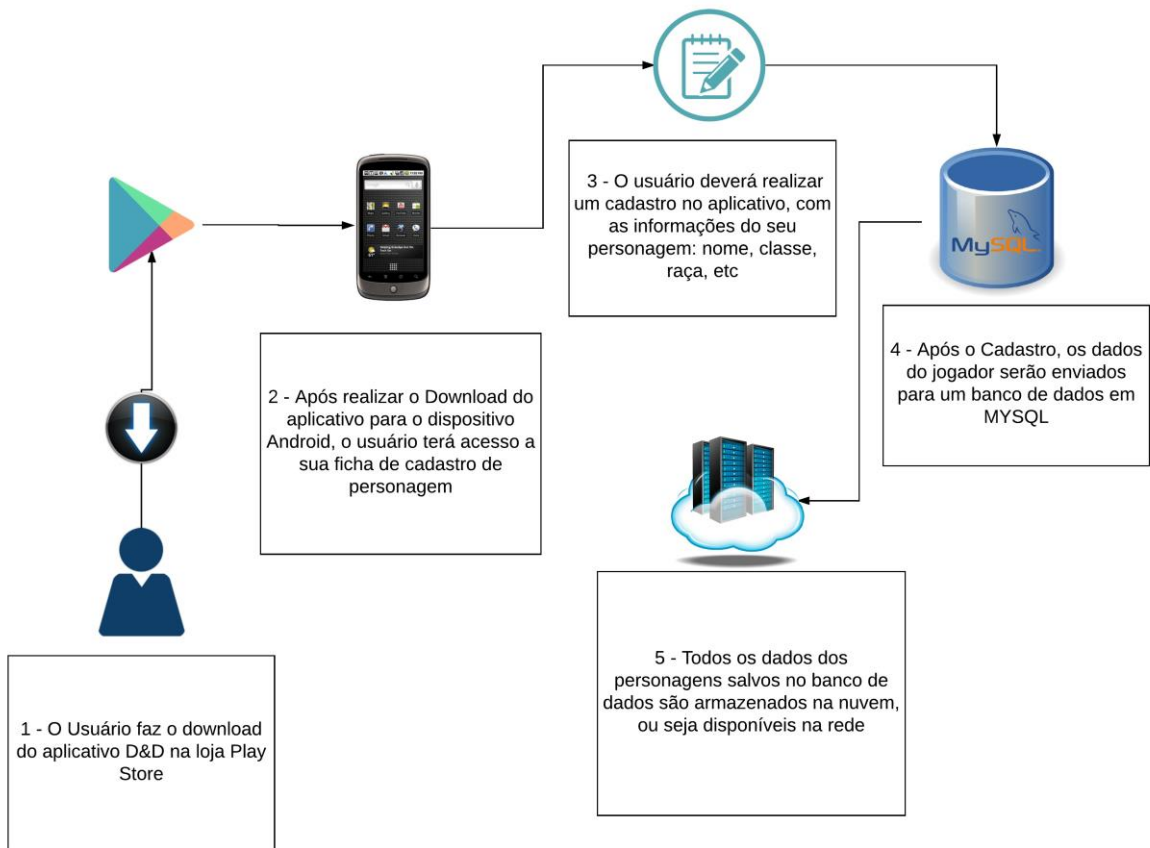 1 - O Usuário faz o download
do aplicativo D&D na loja Play
Store
2 - Após realizar o Download do
aplicativo para o dispositivo
Android, o usuário terá acesso a
sua ficha de cadastro de
personagem
3 - O usuário deverá realizar
um cadastro no aplicativo, com
as informações do seu
personagem: nome, classe,
raça, etc
MySQL
4 - Após o Cadastro, os dados
do jogador serão enviados
para um banco de dados em
MYSQL
5 - Todos os dados dos
personagens salvos no banco de
dados são armazenados na nuvem,
ou seja disponíveis na rede